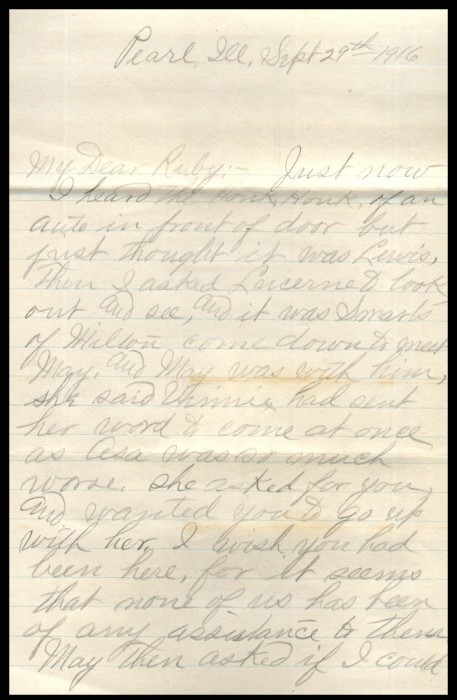 Pearl, Ill, Sept 29th 1916
My Dear Ruby:- Just now
I heard the Honk, Honk, of an
auto in front of door but
just thought it was Lewis,
then I asked Lucerne to look
out and see, and it was Smarts
of Milton come down to meet
May, and May was with him,
she said Vinnie had sent
her word to come at once
as Asa was so much
worse. she asked for you
and wanted you to go up
with her, I wish you had
been here, for it seems
that none of us has been
of any assistance to them
May then asked if I could